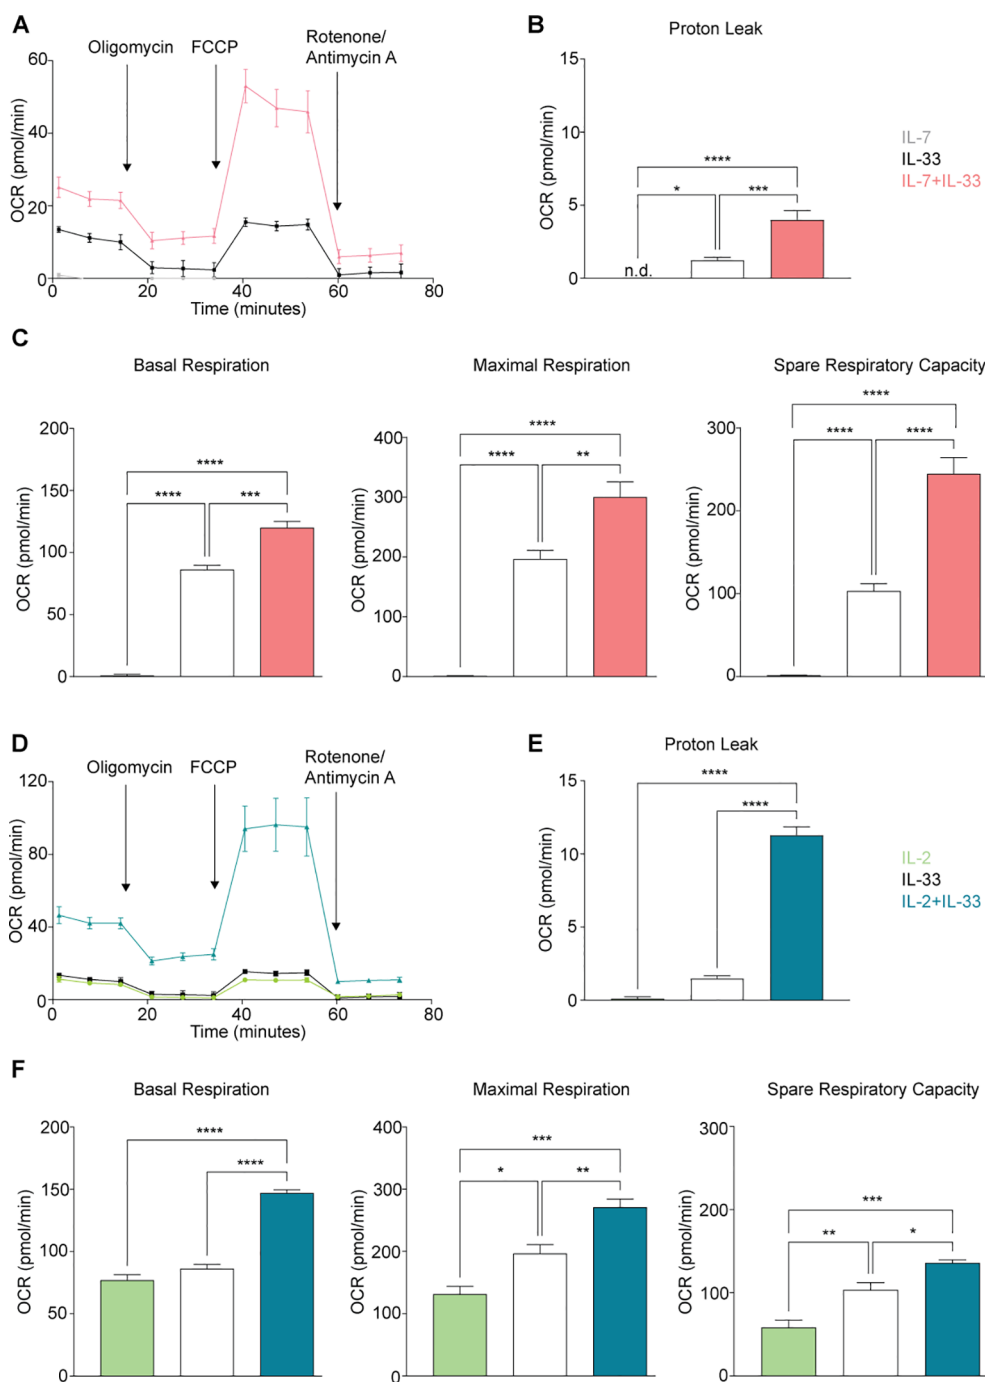 A
Oligomycin FCCP Rotenone/
Antimycin A
60
40
20
0
OCR (pmol/min)
0 20 40 60 80
Time (minutes)
B
Proton Leak
15
10
5
0
OCR (pmol/min)
****
* ***
n.d.
IL-7
IL-33
IL-7+IL-33
C
Basal Respiration
200
150
100
50
0
OCR (pmol/min)
****
**** ***
Maximal Respiration
400
300
200
100
0
OCR (pmol/min)
****
**** **
Spare Respiratory Capacity
300
200
100
0
OCR (pmol/min)
****
**** ****
D
Oligomycin FCCP Rotenone/
Antimycin A
120
80
40
0
OCR (pmol/min)
0 20 40 60 80
Time (minutes)
E
Proton Leak
15
10
5
0
OCR (pmol/min)
****
****
IL-2
IL-33
IL-2+IL-33
F
Basal Respiration
200
150
100
50
0
OCR (pmol/min)
****
****
Maximal Respiration
400
300
200
100
0
OCR (pmol/min)
***
* **
Spare Respiratory Capacity
300
200
100
0
OCR (pmol/min)
***
** *